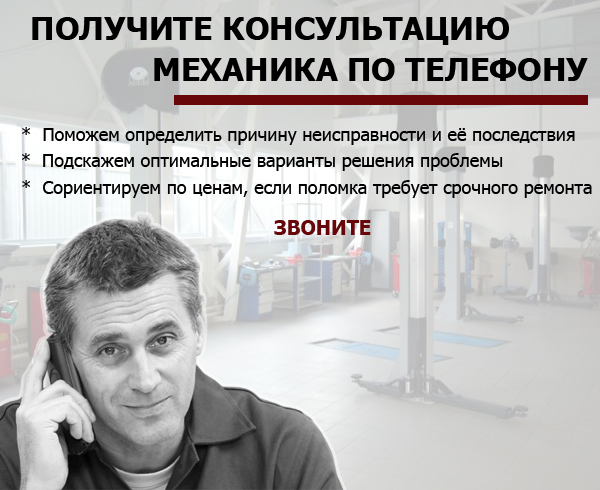 ПОЛУЧИТЕ КОНСУЛЬТАЦИЮ
МЕХАНИКА ПО ТЕЛЕФОНУ
* Поможем определить причину неисправности и её последствия
* Подскажем оптимальные варианты решения проблемы
* Сориентируем по ценам, если поломка требует срочного ремонта
ЗВОНИТЕ